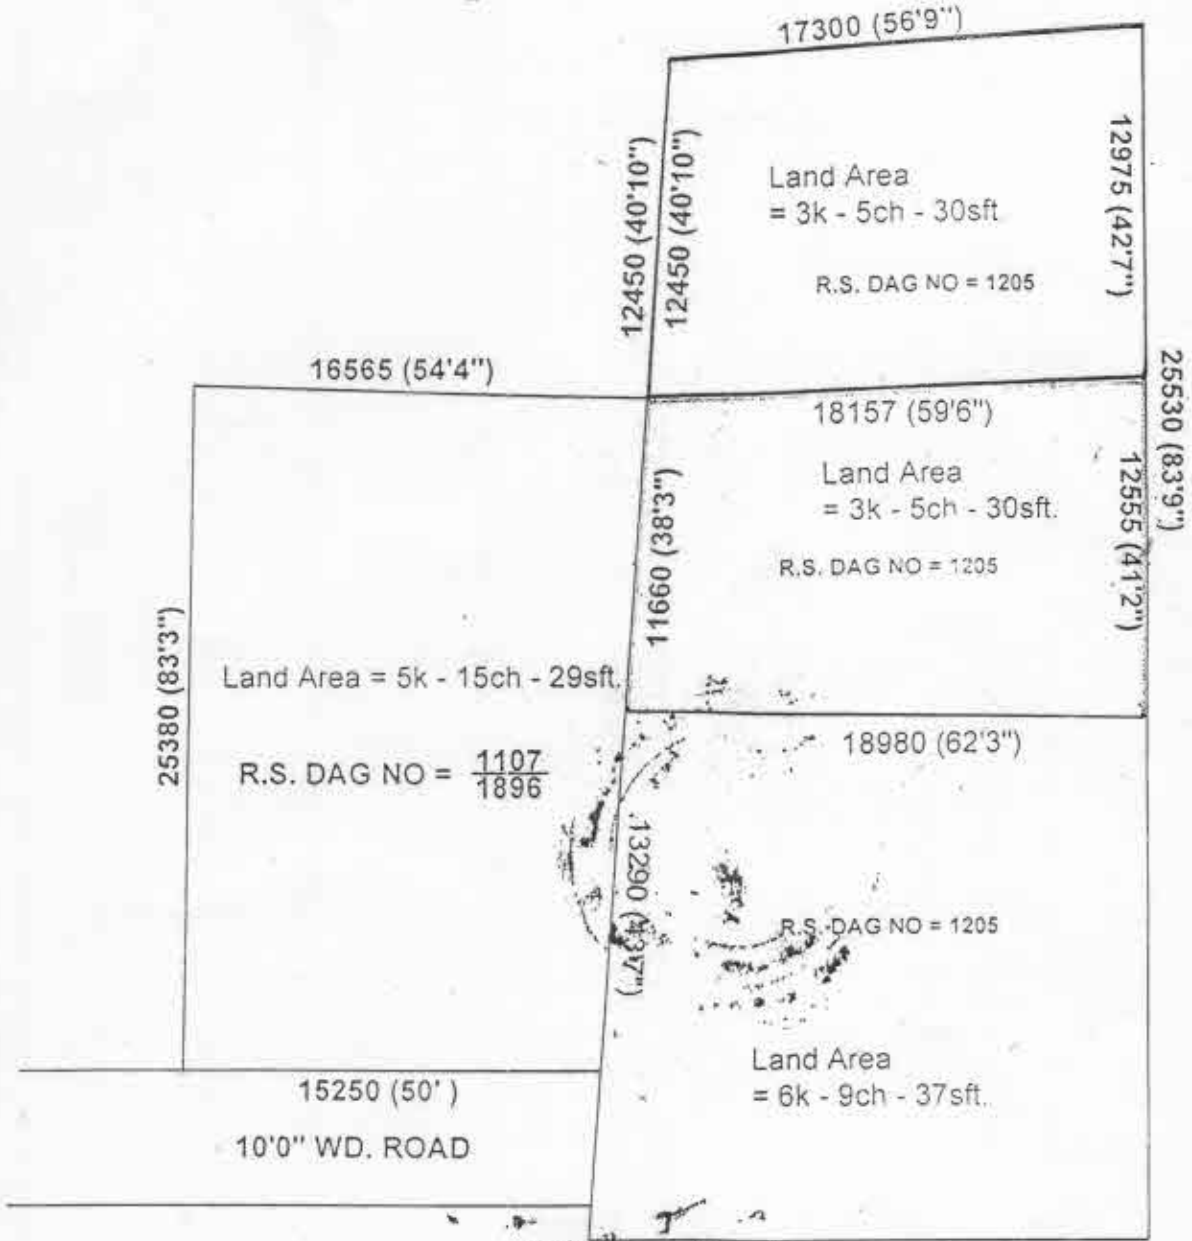 17300 (56'9")
12450 (40'10")
12450 (40'10")
12975 (42'7")
Land Area
= 3k - 5ch - 30sft
R.S. DAG NO = 1205
16565 (54'4")
25530 (83'9")
18157 (59'6")
Land Area
= 3k - 5ch - 30sft.
R.S. DAG NO = 1205
11660 (38'3")
12555 (41'2")
25380 (83'3")
Land Area = 5k - 15ch - 29sft.
R.S. DAG NO = 1107
1896
18980 (62'3")
13290 (43'7")
R.S. DAG NO = 1205
Land Area
= 6k - 9ch - 37sft.
15250 (50' )
10'0" WD. ROAD